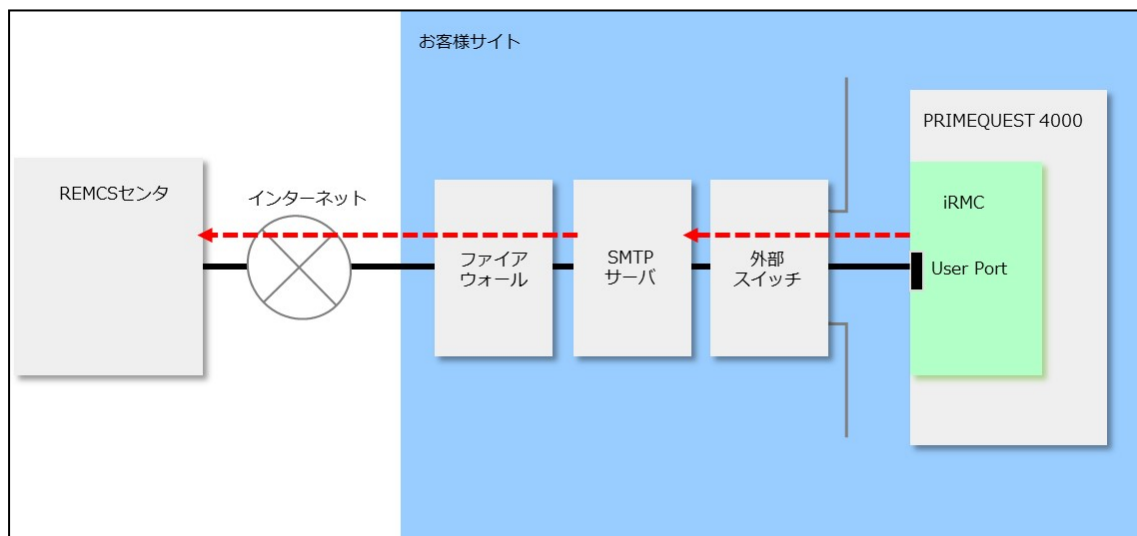 お客様サイト
PRIMEQUEST 4000
REMCSセンタ
インターネット
iRMC
ファイア
ウォール
SMTP
サーバ
外部
スイッチ
User Port